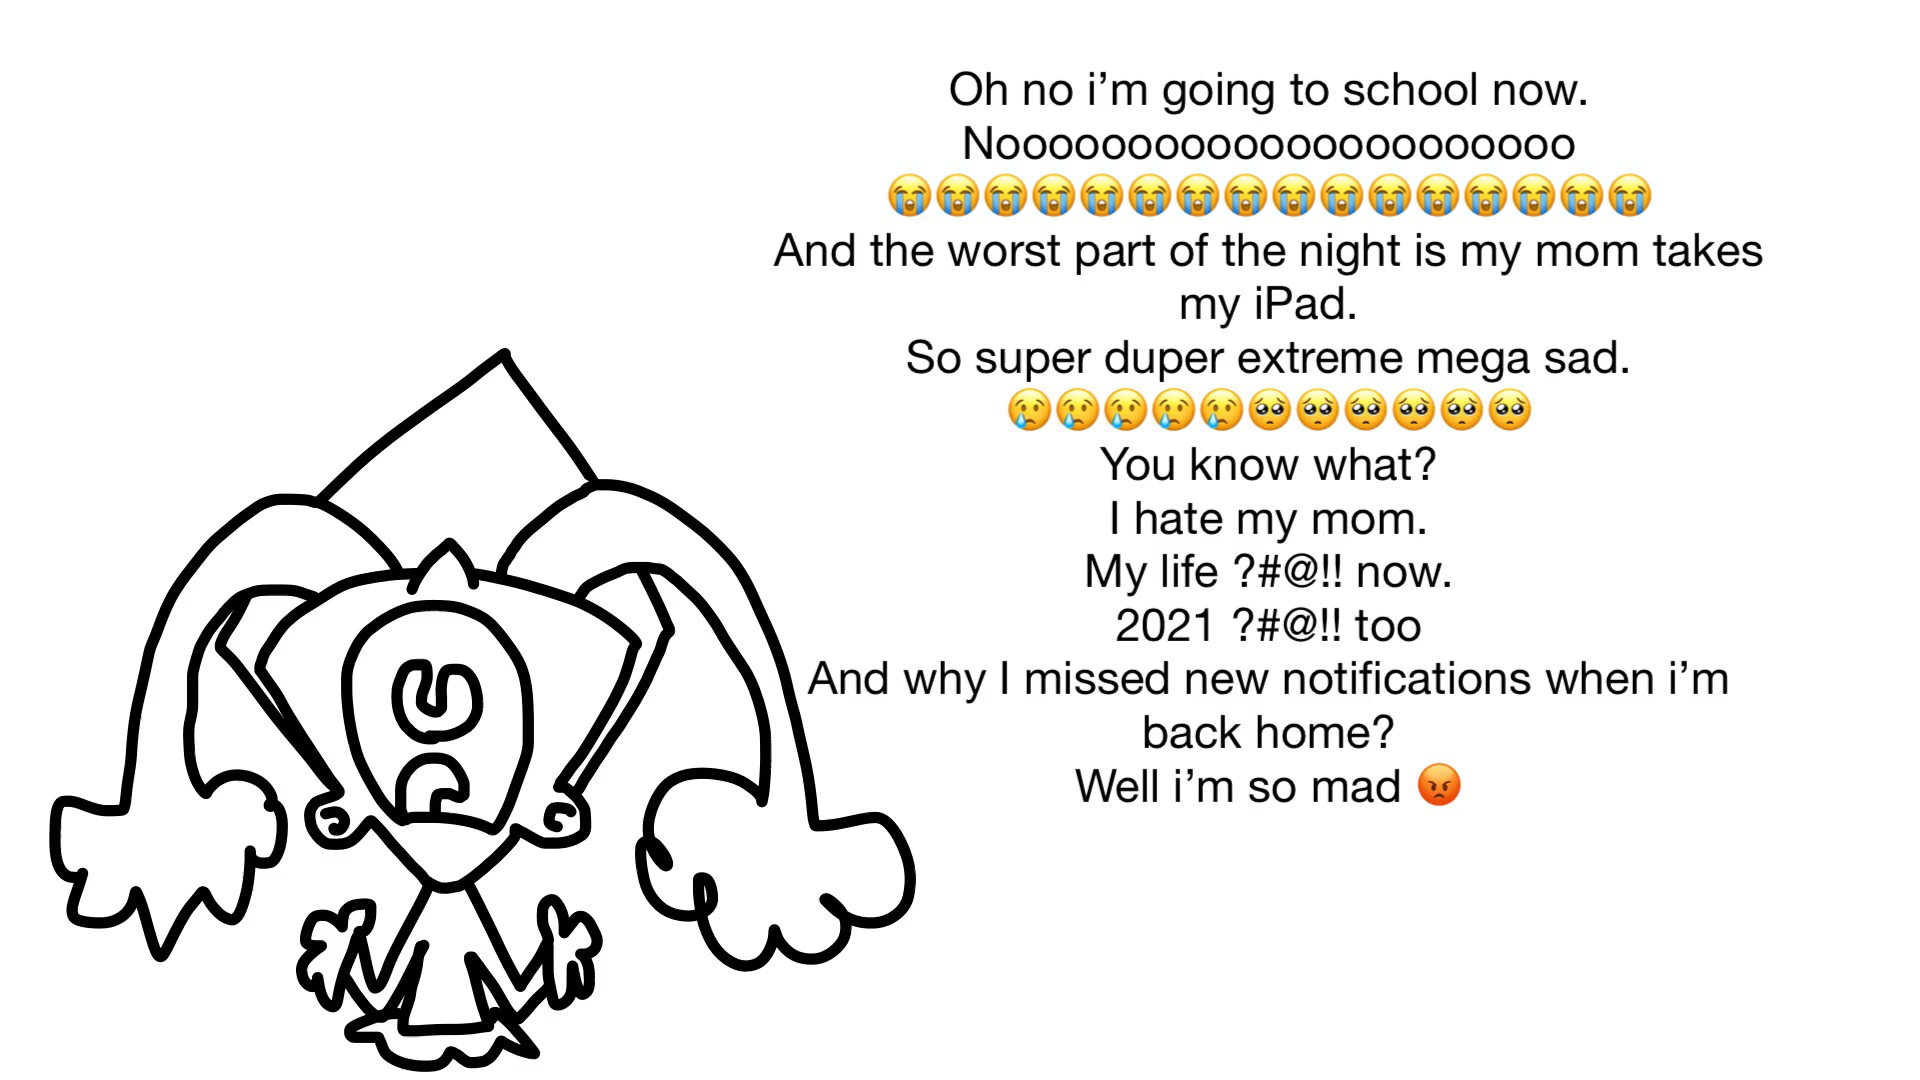 Oh no i’m going to school now.
Noooooooooooooooooooooo
😭😭😭😭😭😭😭😭😭😭😭😭😭😭😭😭
And the worst part of the night is my mom takes
my iPad.
So super duper extreme mega sad.
😢😢😢😢😢🥺🥺🥺🥺🥺🥺
You know what?
I hate my mom.
My life ?#@!! now.
2021 ?#@!! too
And why I missed new notifications when i’m
back home?
Well i’m so mad 😡